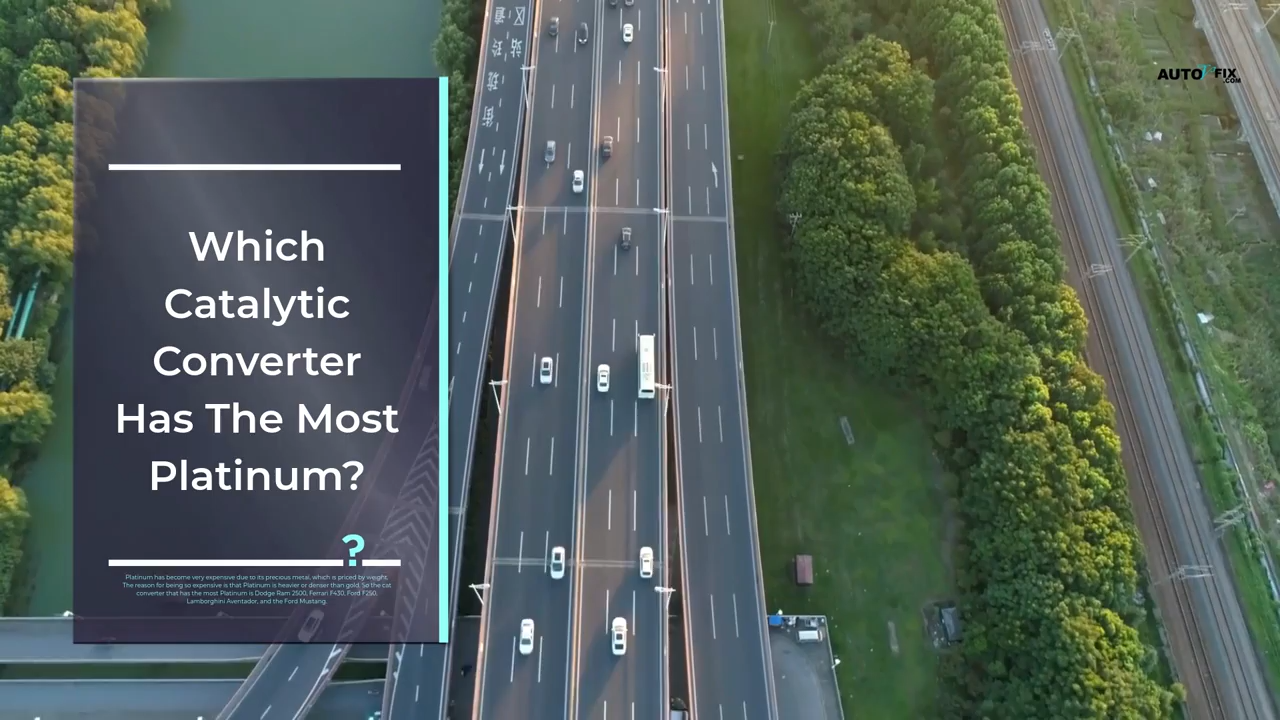 Which
Catalytic
Converter
Has The Most
Platinum?
?
Platinum has become very expensive due to its precious metal, which is priced by weight.
The reason for being so expensive is that Platinum is heavier or denser than gold. So the cat
converter that has the most Platinum is Dodge Ram 2500, Ferrari F430, Ford F250,
Lamborghini Aventador, and the Ford Mustang.
FIX
.COM